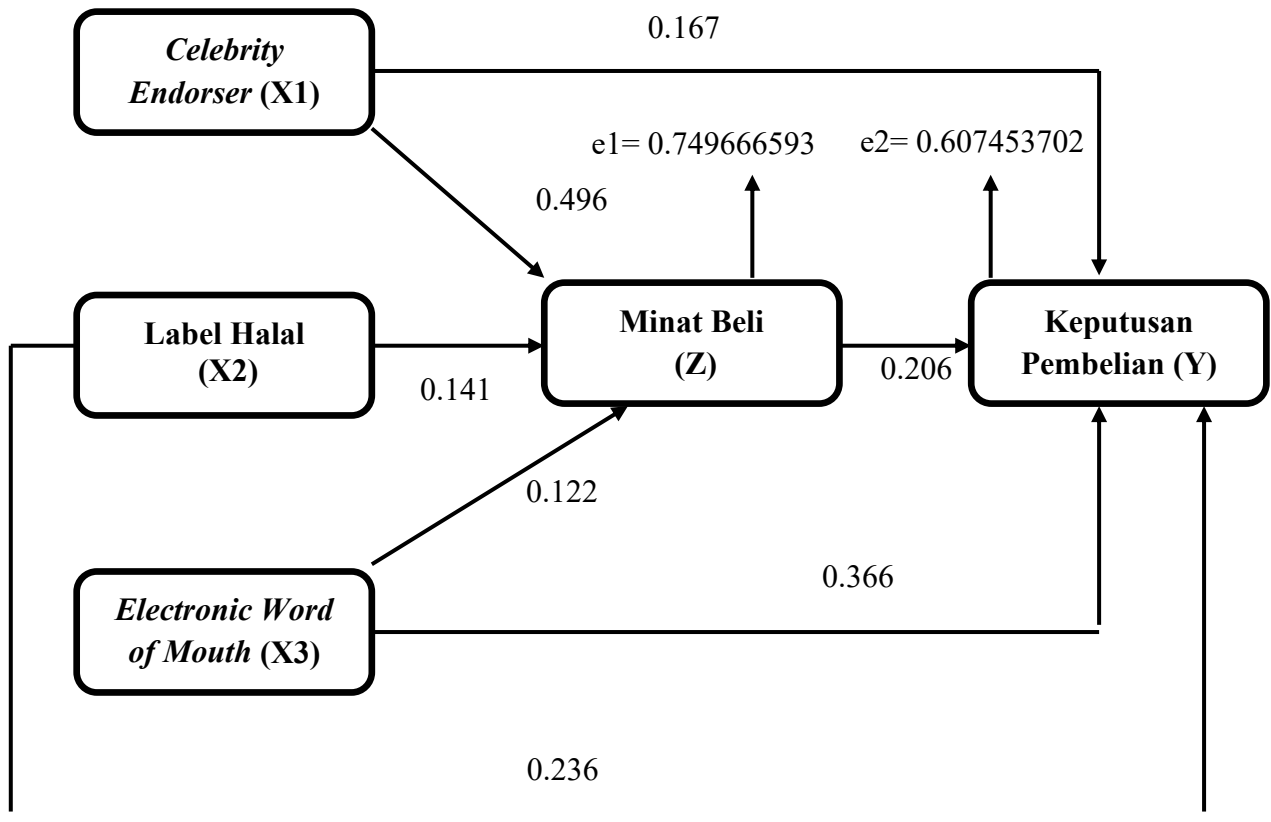 0.167
Celebrity
Endorser (X1)
e1= 0.749666593
e2= 0.607453702
0.496
Label Halal
(X2)
Minat Beli
(Z)
Keputusan
Pembelian (Y)
0.141
0.206
0.122
0.366
Electronic Word
of Mouth (X3)
0.236